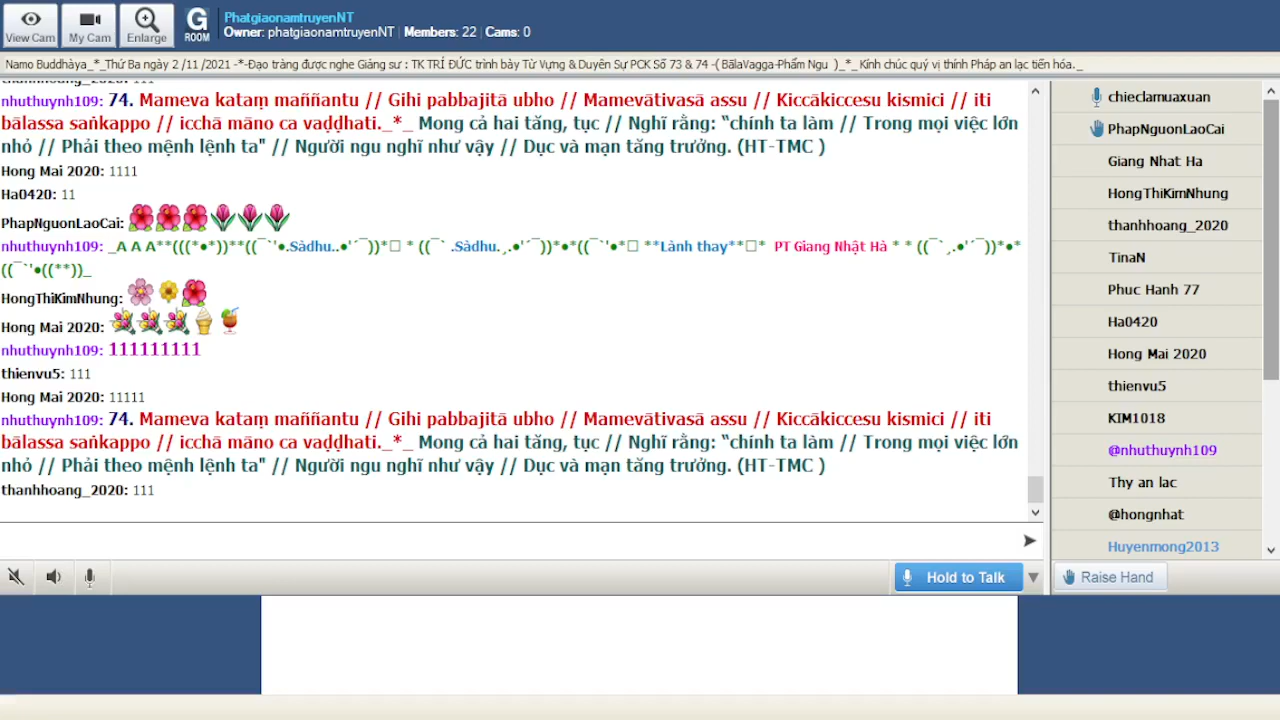 View Cam
My Cam
Enlarge
G
ROOM
PhatgiaonamtruyenNT
Owner: phatgiaonamtruyenNT | Members: 22 | Cams: 0
Namo Buddhàya_*_Thứ Ba ngày 2 /11 /2021 -*-Đạo tràng được nghe Giảng sư : TK TRÍ ĐỨC trình bày Từ Vựng & Duyên Sự PCK Số 73 & 74 -( BālaVagga-Phẩm Ngu )_*_ Kính chúc quý vị thính Pháp an lạc tiến hóa._
thanhhoang_2020: 111
nhuthuynh109: 74. Mameva kataṃ maññantu // Gihi pabbajitā ubho // Mamevātivasā assu // Kiccākiccesu kismici // iti
bālassa saṅkappo // icchā māno ca vaḍḍhati._*_ Mong cả hai tăng, tục // Nghĩ rằng: “chính ta làm // Trong mọi việc lớn
nhỏ // Phải theo mệnh lệnh ta" // Người ngu nghĩ như vậy // Dục và mạn tăng trưởng. (HT-TMC )
Hong Mai 2020: 1111
Ha0420: 11
PhapNguonLaoCai:
nhuthuynh109: _A A A**(((*•*))**((¯`'•.Sàdhu..•'´¯))*□ * ((¯` .Sàdhu.¸.•'´¯))*•*((¯`'•*□ **Lành thay**□* PT Giang Nhật Hà * * ((¯`¸.•'´¯))*•*
((¯`'•((**))_
HongThiKimNhung:
Hong Mai 2020:
nhuthuynh109: 111111111
thienvu5: 111
Hong Mai 2020: 11111
nhuthuynh109: 74. Mameva kataṃ maññantu // Gihi pabbajitā ubho // Mamevātivasā assu // Kiccākiccesu kismici // iti
bālassa saṅkappo // icchā māno ca vaḍḍhati._*_ Mong cả hai tăng, tục // Nghĩ rằng: “chính ta làm // Trong mọi việc lớn
nhỏ // Phải theo mệnh lệnh ta" // Người ngu nghĩ như vậy // Dục và mạn tăng trưởng. (HT-TMC )
thanhhoang_2020: 111
Hold to Talk
chieclamuaxuan
PhapNguonLaoCai
Giang Nhat Ha
HongThiKimNhung
thanhhoang_2020
TinaN
Phuc Hanh 77
Ha0420
Hong Mai 2020
thienvu5
KIM1018
@nhuthuynh109
Thy an lac
@hongnhat
Huyenmong2013
Raise Hand